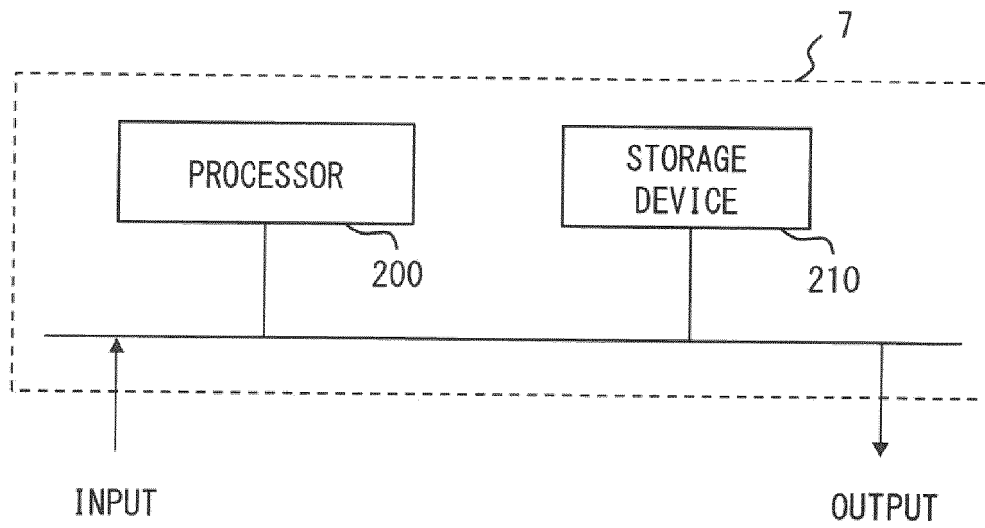 7
PROCESSOR
200
STORAGE
DEVICE
210
INPUT
OUTPUT